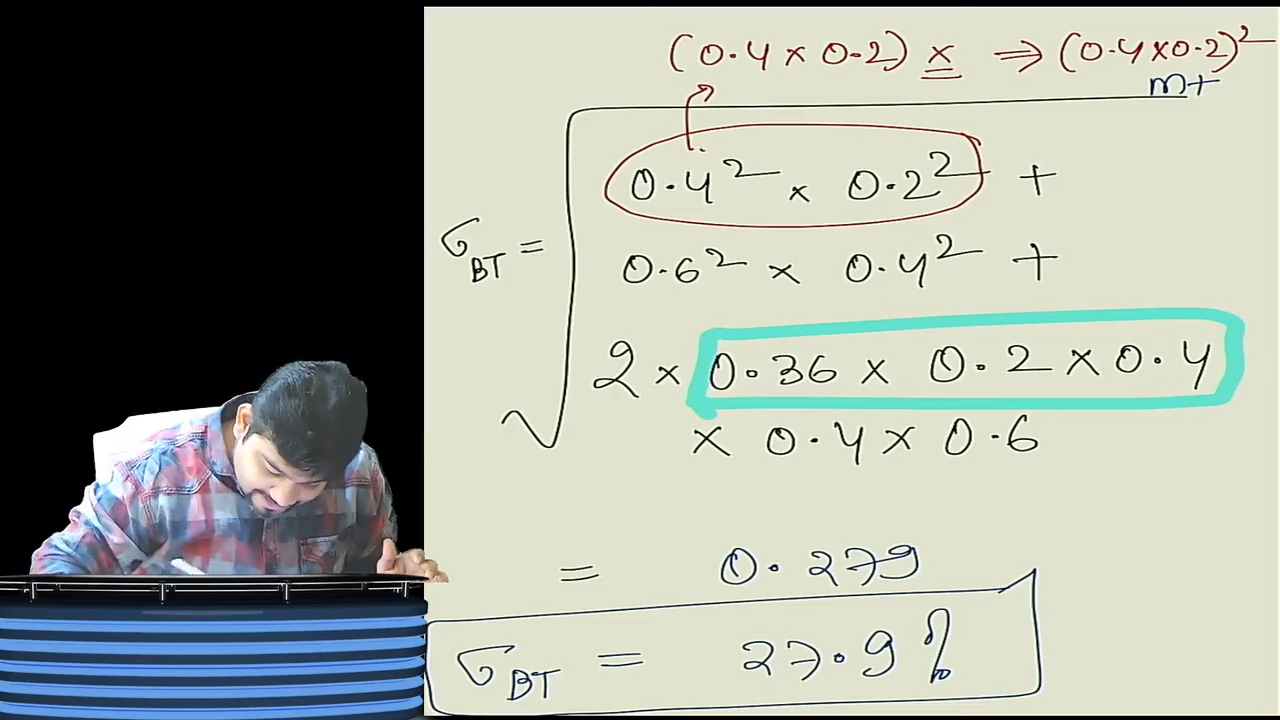 (0.4 × 0.2) × ⇒ (0.4×0.2)²
m+
0.4² × 0.2² +
σBT =
0.6² × 0.4² +
2 × 0.36 × 0.2 × 0.4
× 0.4 × 0.6
= 0.279
σBT = 27.9%